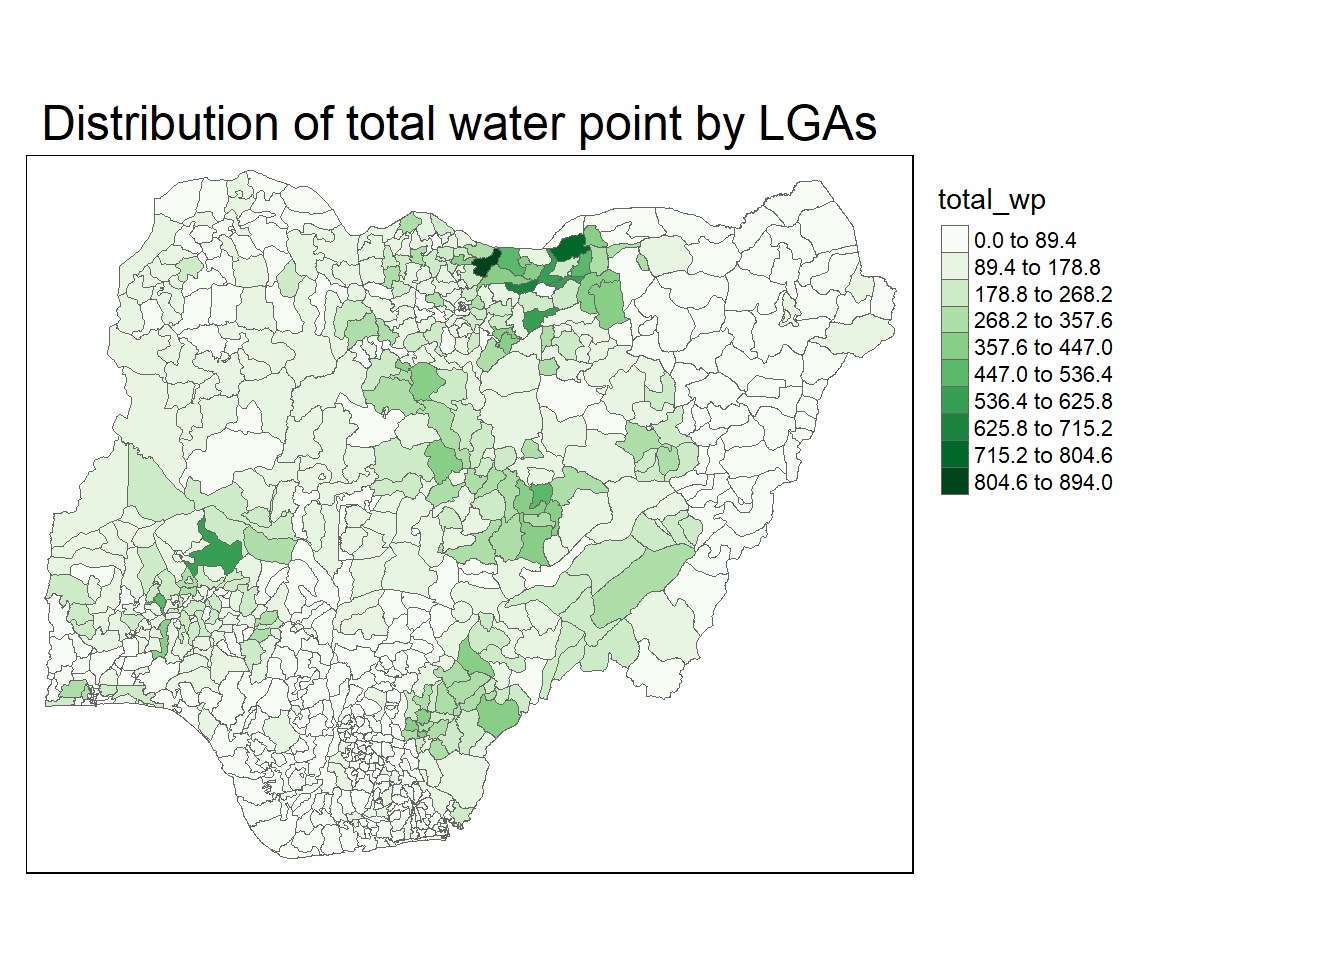 Distribution of total water point by LGAs
total_wp
0.0 to 89.4
89.4 to 178.8
178.8 to 268.2
268.2 to 357.6
357.6 to 447.0
447.0 to 536.4
536.4 to 625.8
625.8 to 715.2
715.2 to 804.6
804.6 to 894.0